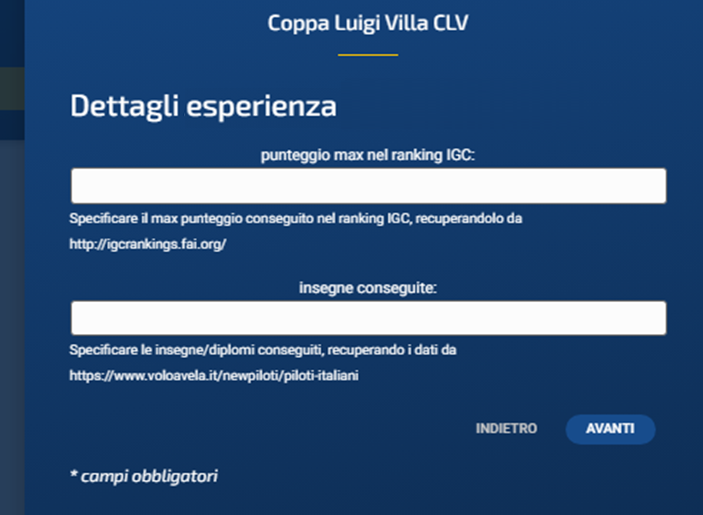 Coppa Luigi Villa CLV
Dettagli esperienza
punteggio max nel ranking IGC:
Specificare il max punteggio conseguito nel ranking IGC, recuperandolo da
http://igcrankings.fai.org/
insegne conseguite:
Specificare le insegne/diplomi conseguiti, recuperando i dati da
https://www.voloavela.it/newpiloti/piloti-italiani
INDIETRO AVANTI
* campi obbligatori